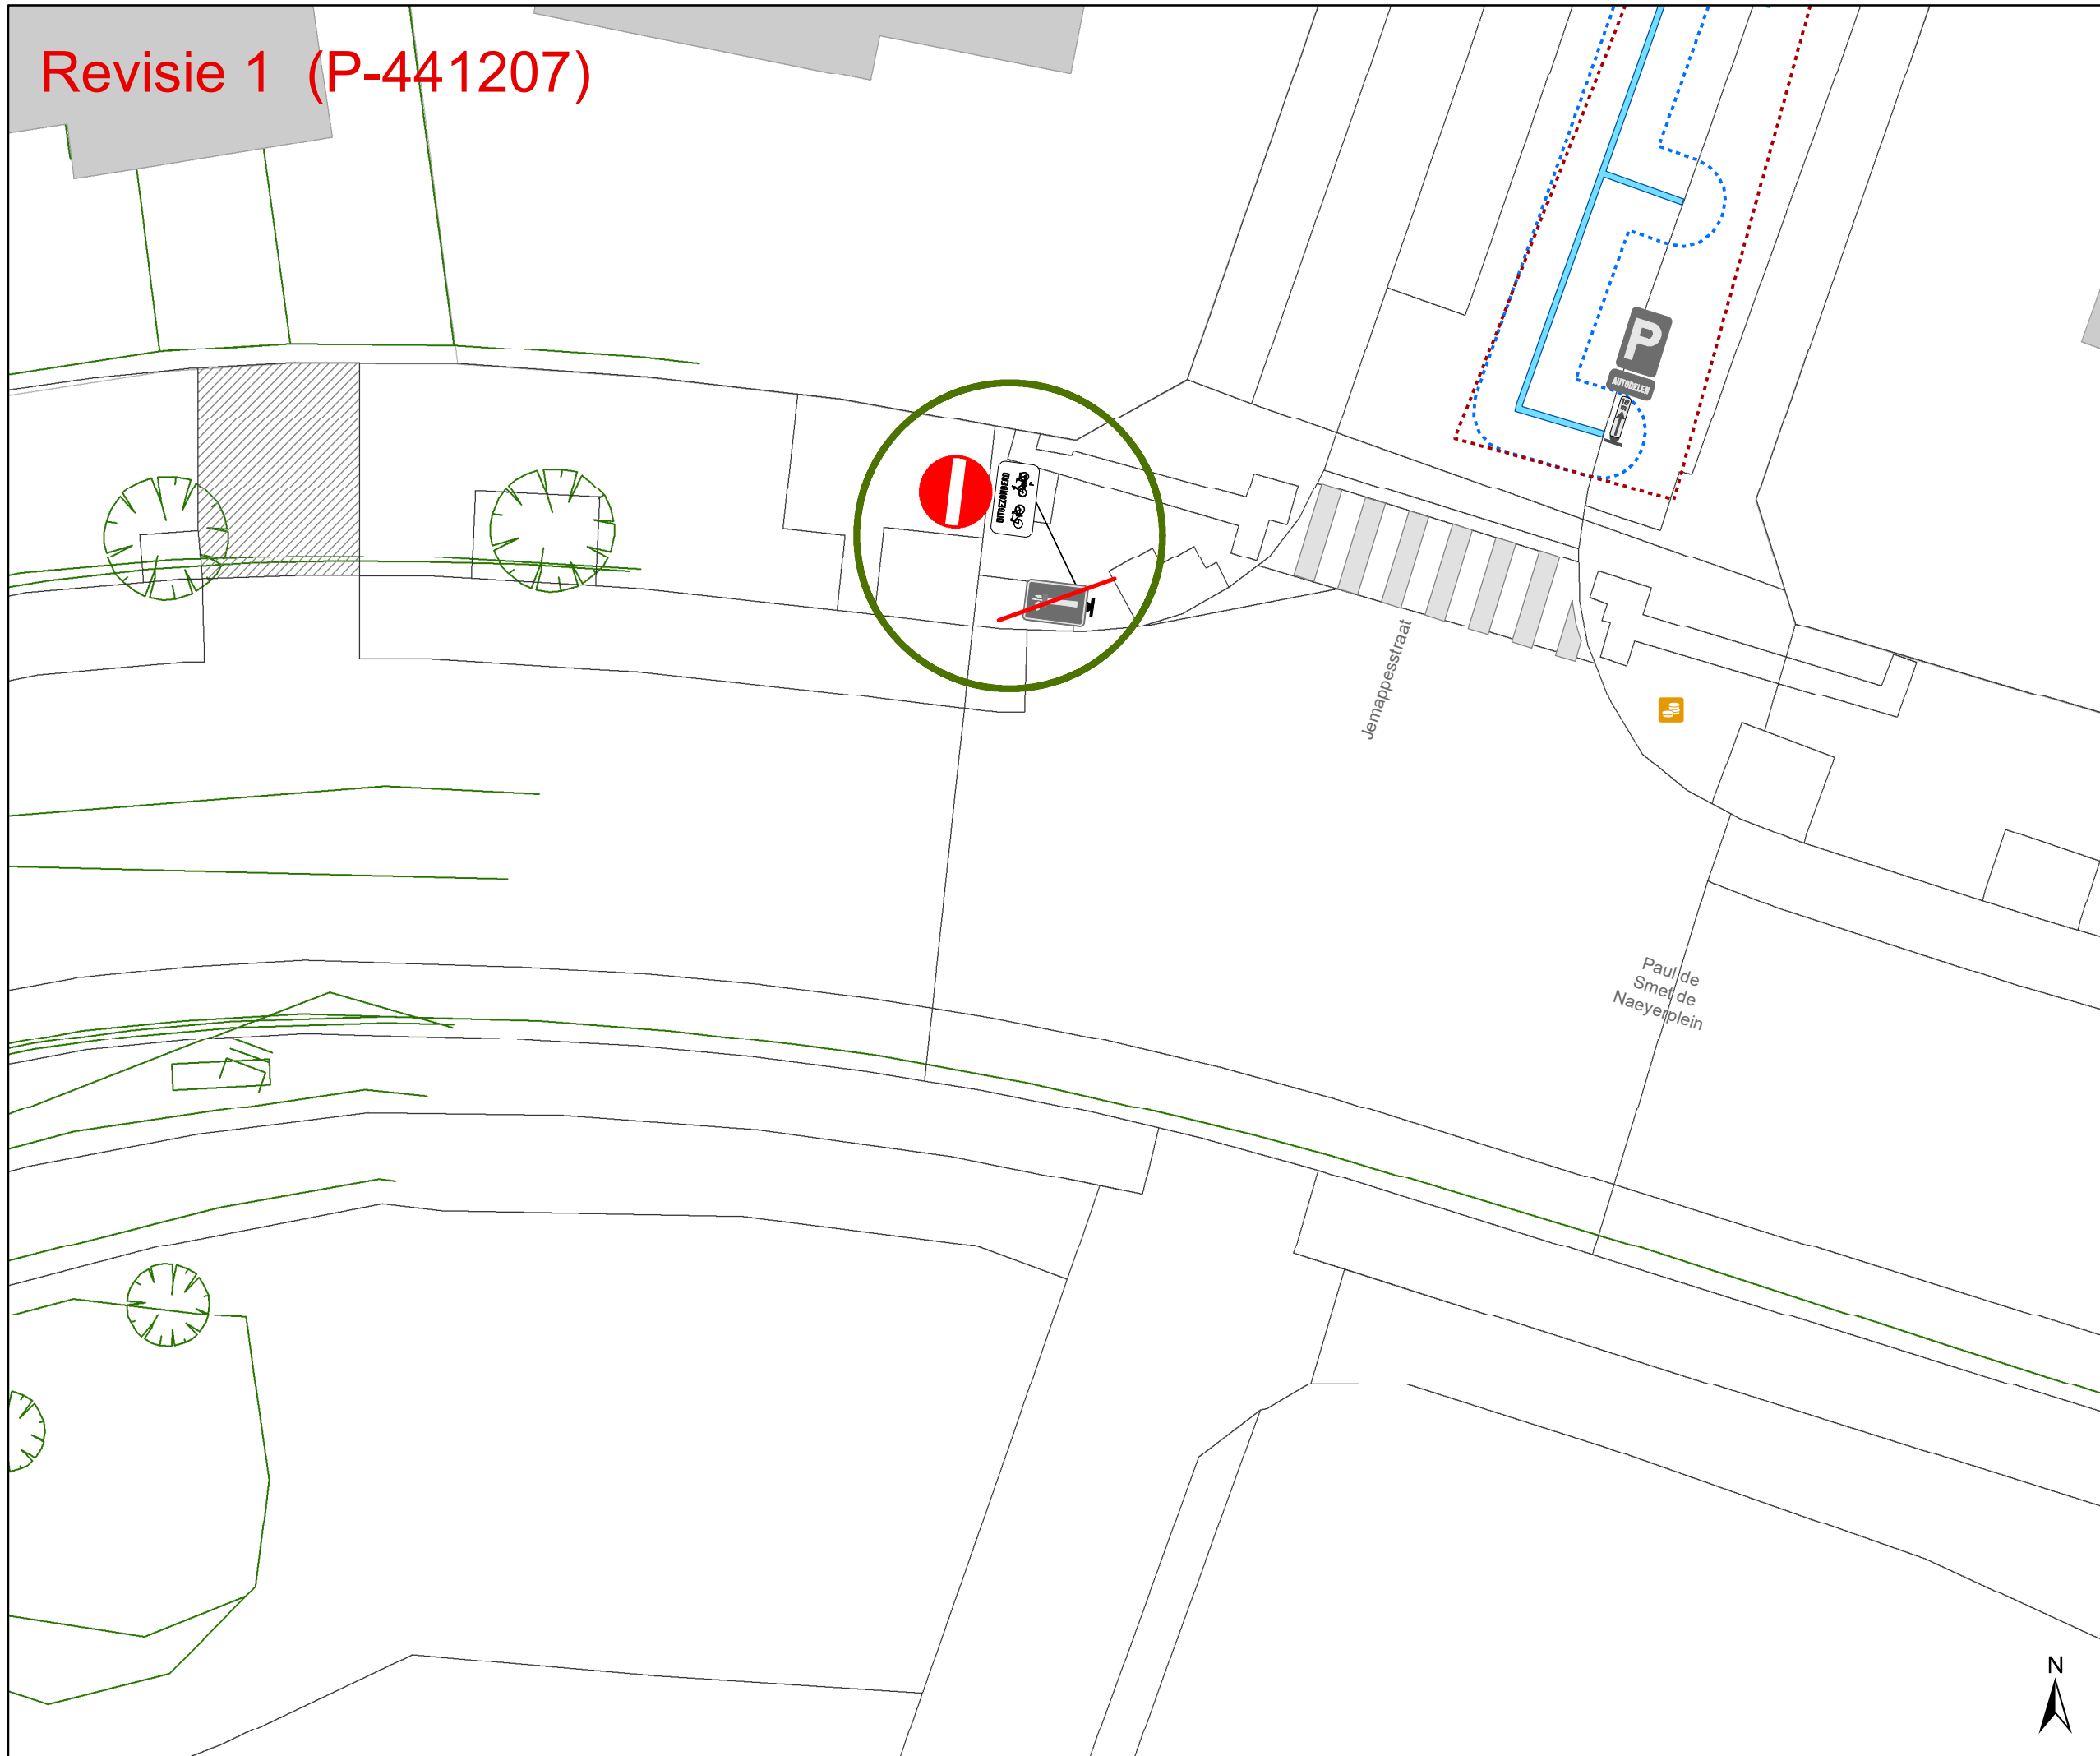 Revisie 1 (P-441207)
P
AUTODELEN
UITGEZONDERD
P
Jemappesstraat
Paul de
Smet de
Naeyerplein
N